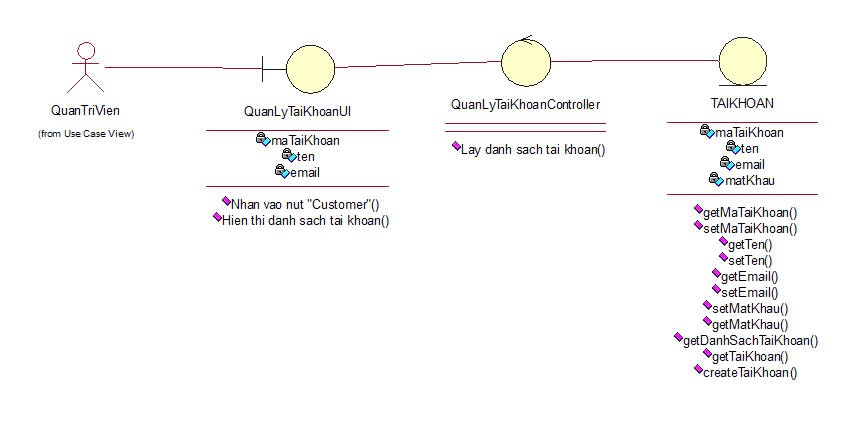 QuanTriVien
(from Use Case View)
QuanLyTaiKhoanUI
maTaiKhoan
ten
email
Nhan vao nut "Customer"()
Hien thi danh sach tai khoan()
QuanLyTaiKhoanController
Lay danh sach tai khoan()
TAIKHOAN
maTaiKhoan
ten
email
matKhau
getMaTaiKhoan()
setMaTaiKhoan()
getTen()
setTen()
getEmail()
setEmail()
setMatKhau()
getMatKhau()
getDanhSachTaiKhoan()
getTaiKhoan()
createTaiKhoan()